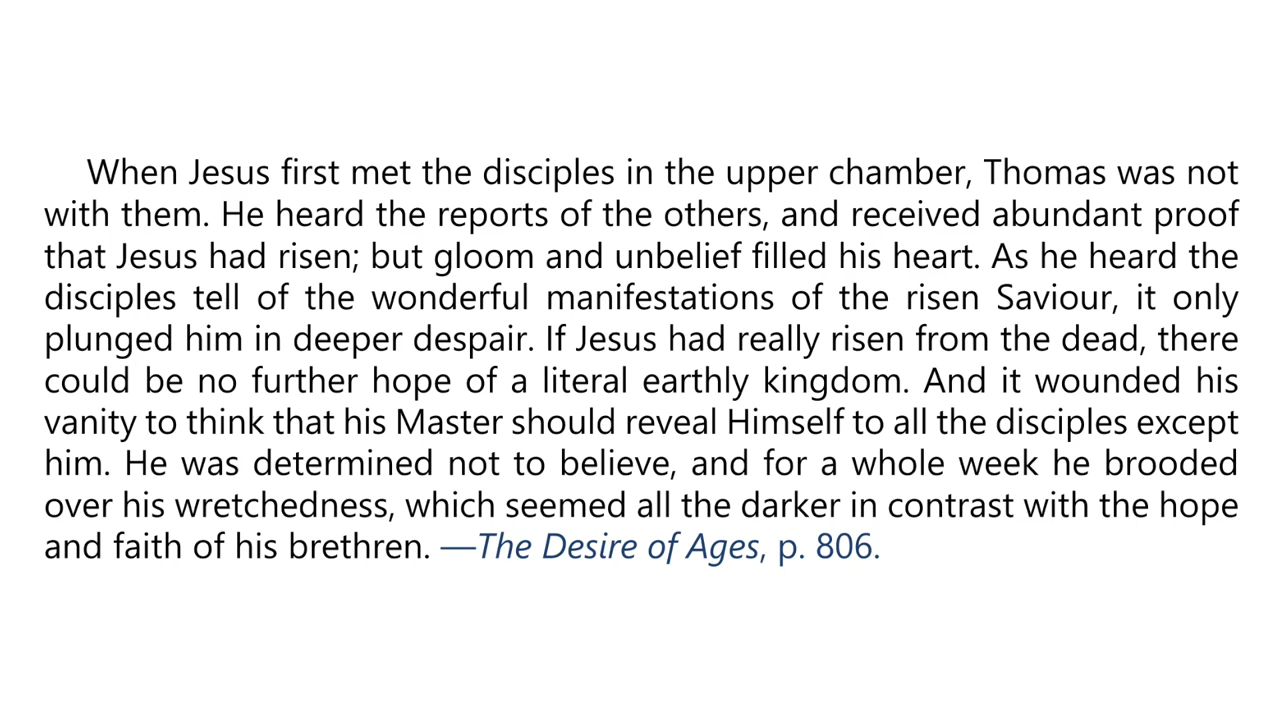 When Jesus first met the disciples in the upper chamber, Thomas was not
with them. He heard the reports of the others, and received abundant proof
that Jesus had risen; but gloom and unbelief filled his heart. As he heard the
disciples tell of the wonderful manifestations of the risen Saviour, it only
plunged him in deeper despair. If Jesus had really risen from the dead, there
could be no further hope of a literal earthly kingdom. And it wounded his
vanity to think that his Master should reveal Himself to all the disciples except
him. He was determined not to believe, and for a whole week he brooded
over his wretchedness, which seemed all the darker in contrast with the hope
and faith of his brethren. —The Desire of Ages, p. 806.